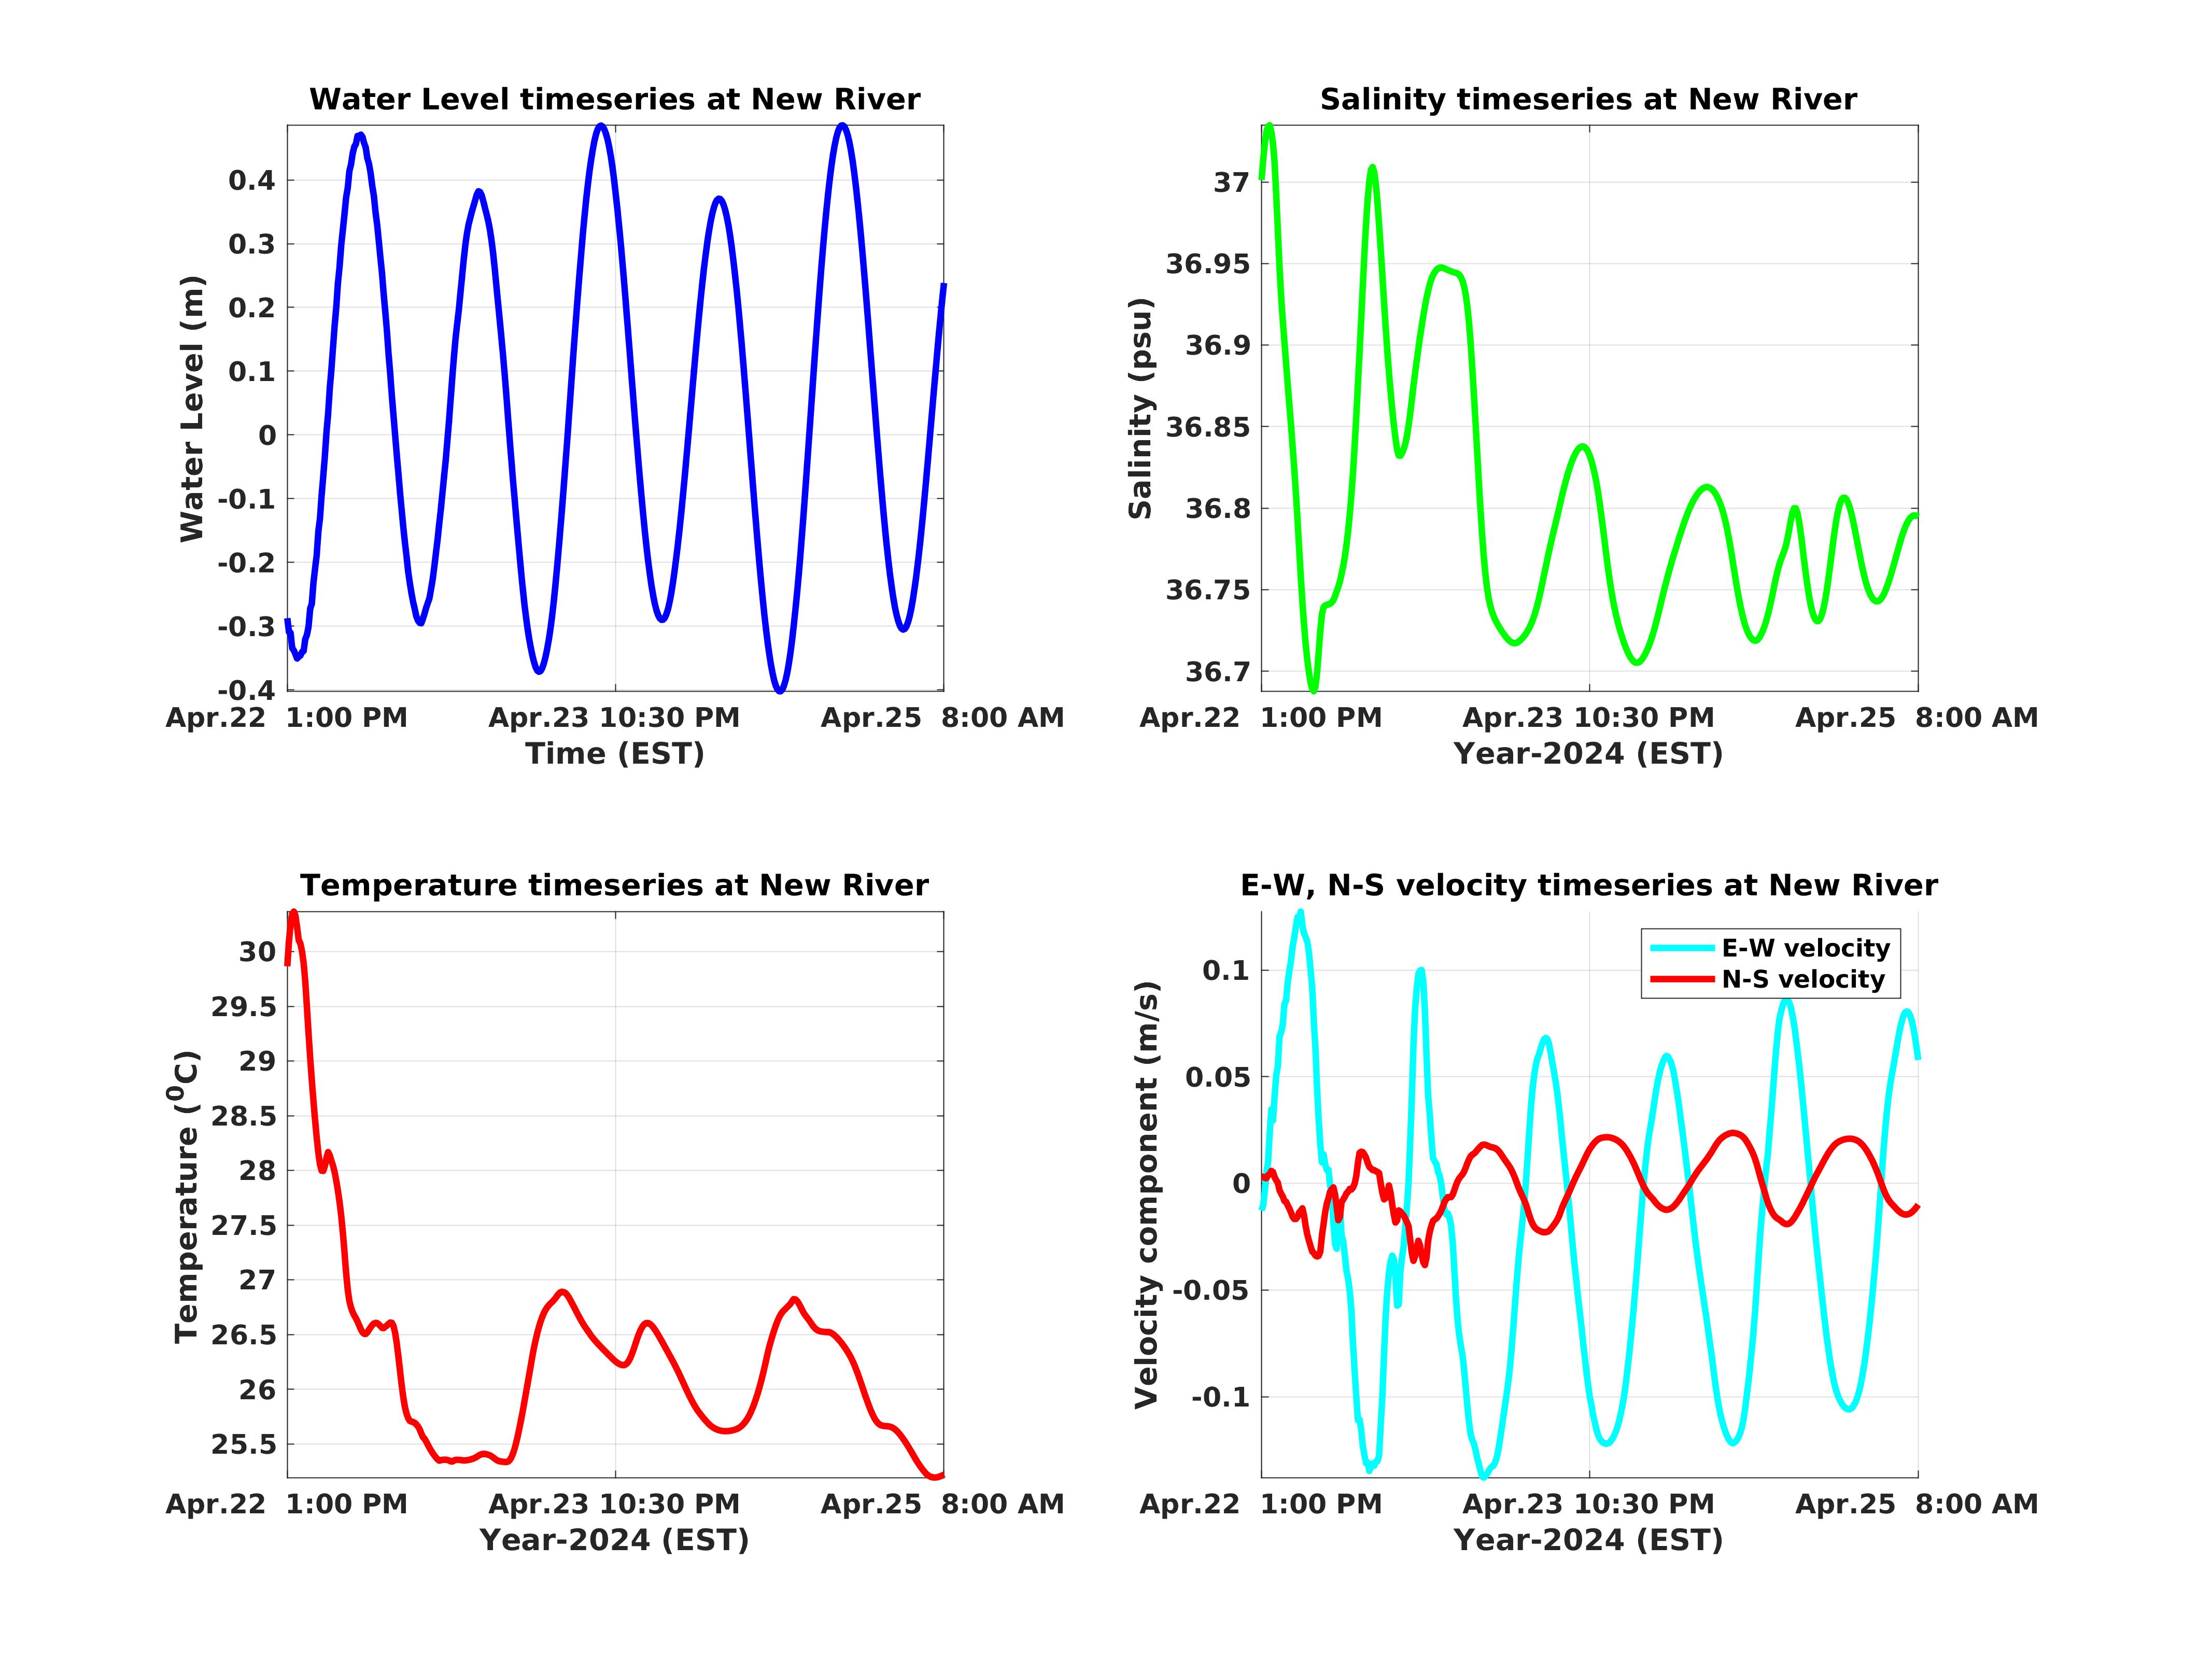 Water Level timeseries at New River
Water Level (m)
0.4
0.3
0.2
0.1
0
-0.1
-0.2
-0.3
-0.4
Apr.22 1:00 PM
Apr.23 10:30 PM
Apr.25 8:00 AM
Time (EST)
Salinity timeseries at New River
Salinity (psu)
37
36.95
36.9
36.85
36.8
36.75
36.7
Apr.22 1:00 PM
Apr.23 10:30 PM
Apr.25 8:00 AM
Year-2024 (EST)
Temperature timeseries at New River
Temperature (⁰C)
30
29.5
29
28.5
28
27.5
27
26.5
26
25.5
Apr.22 1:00 PM
Apr.23 10:30 PM
Apr.25 8:00 AM
Year-2024 (EST)
E-W, N-S velocity timeseries at New River
E-W velocity
N-S velocity
Velocity component (m/s)
0.1
0.05
0
-0.05
-0.1
Apr.22 1:00 PM
Apr.23 10:30 PM
Apr.25 8:00 AM
Year-2024 (EST)